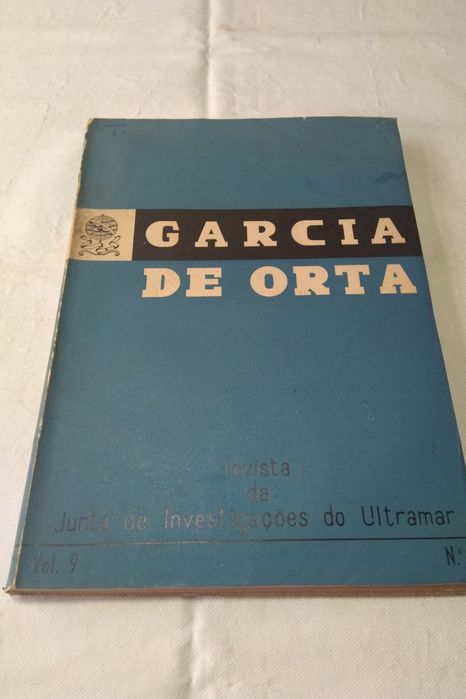 GARCIA
DE ORTA
revista
da
Junta de Investigações do Ultramar
Vol. 9
N.º